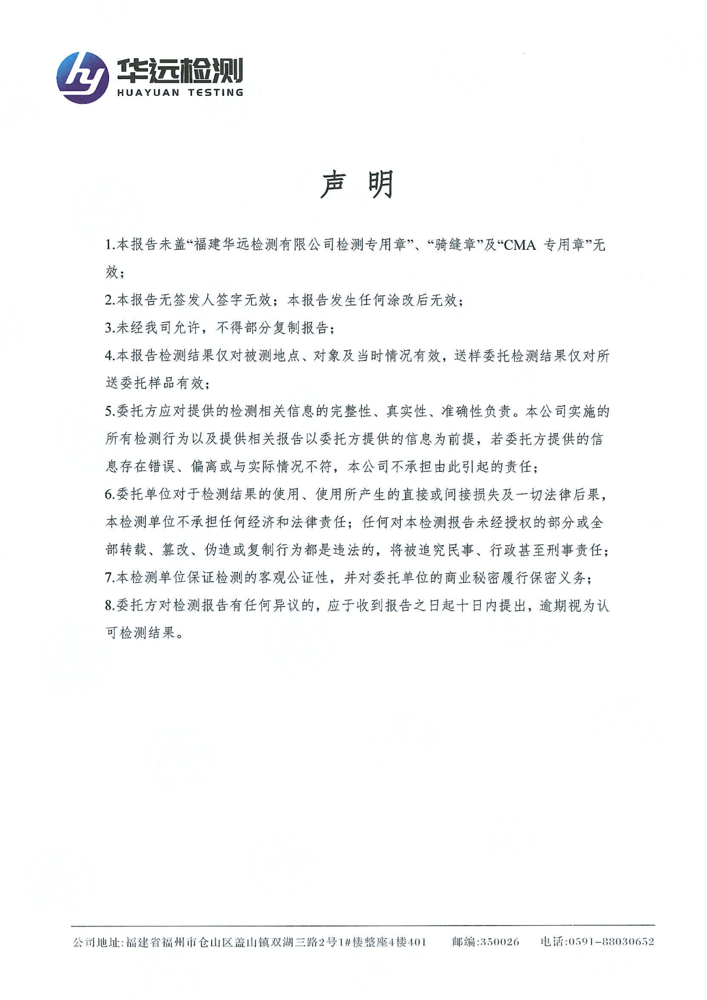 hy 华远检测
HUAYUAN TESTING
声 明
1.本报告未盖“福建华远检测有限公司检测专用章”、“骑缝章”及“CMA 专用章”无
效；
2.本报告无签发人签字无效；本报告发生任何涂改后无效；
3.未经我司允许，不得部分复制报告；
4.本报告检测结果仅对被测地点、对象及当时情况有效，送样委托检测结果仅对所
送委托样品有效；
5.委托方应对提供的检测相关信息的完整性、真实性、准确性负责。本公司实施的
所有检测行为以及提供相关报告以委托方提供的信息为前提，若委托方提供的信
息存在错误、偏离或与实际情况不符，本公司不承担由此引起的责任；
6.委托单位对于检测结果的使用、使用所产生的直接或间接损失及一切法律后果，
本检测单位不承担任何经济和法律责任；任何对本检测报告未经授权的部分或全
部转载、篡改、伪造或复制行为都是违法的，将被追究民事、行政甚至刑事责任；
7.本检测单位保证检测的客观公证性，并对委托单位的商业秘密履行保密义务；
8.委托方对检测报告有任何异议的，应于收到报告之日起十日内提出，逾期视为认
可检测结果。
公司地址:福建省福州市仓山区盖山镇双湖三路2号1#楼整座4楼401 邮编:350026 电话:0591-88030652